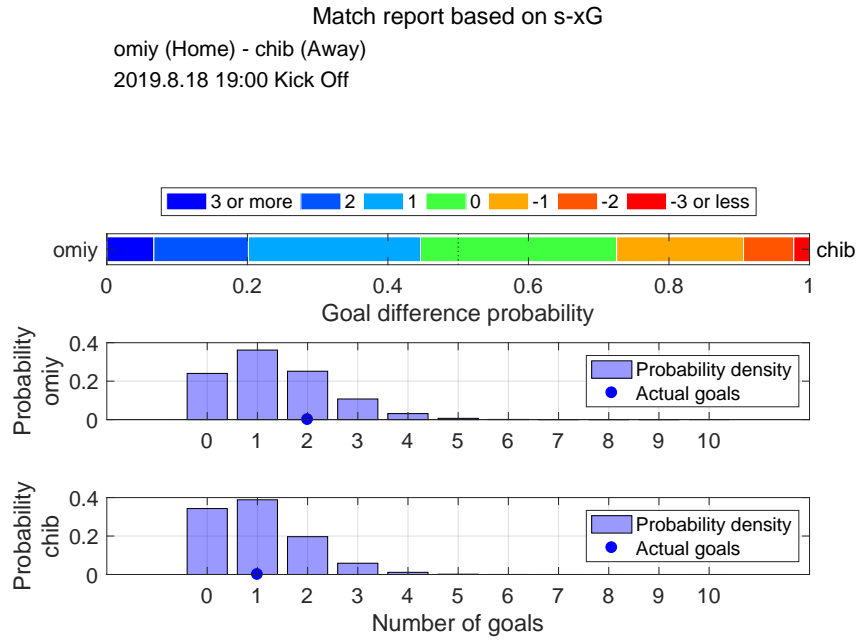 Match report based on s-xG
omiy (Home) - chib (Away)
2019.8.18 19:00 Kick Off
3 or more 2 1 0 -1 -2 -3 or less
omiy chib
0 0.2 0.4 0.6 0.8 1
Goal difference probability
Probability
omiy
0.4
0.2
0
Probability density
Actual goals
0 1 2 3 4 5 6 7 8 9 10
Probability
chib
0.4
0.2
0
Probability density
Actual goals
0 1 2 3 4 5 6 7 8 9 10
Number of goals